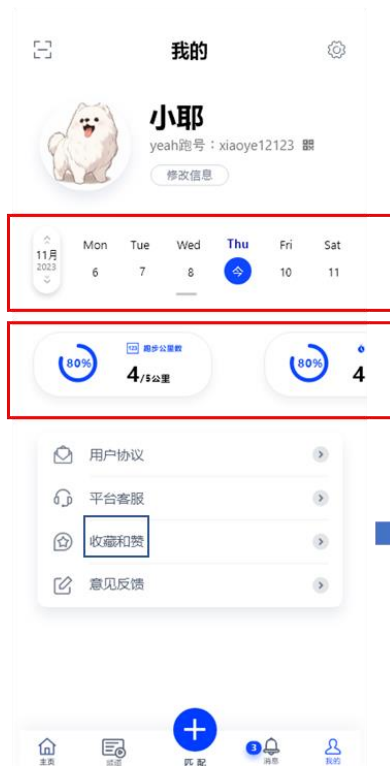 我的
小耶
yeah跑号：xiaoye12123
修改信息
11月 Mon Tue Wed Thu Fri Sat
2023 6 7 8 今 10 11
80% 123 跑步公里数 80%
4/5公里 4
用户协议
平台客服
收藏和赞
意见反馈
+
3
主页 频道 匹配 消息 我的